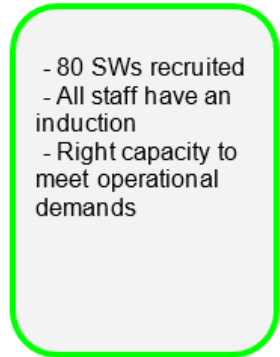 - 80 SWs recruited
- All staff have an
induction
- Right capacity to
meet operational
demands